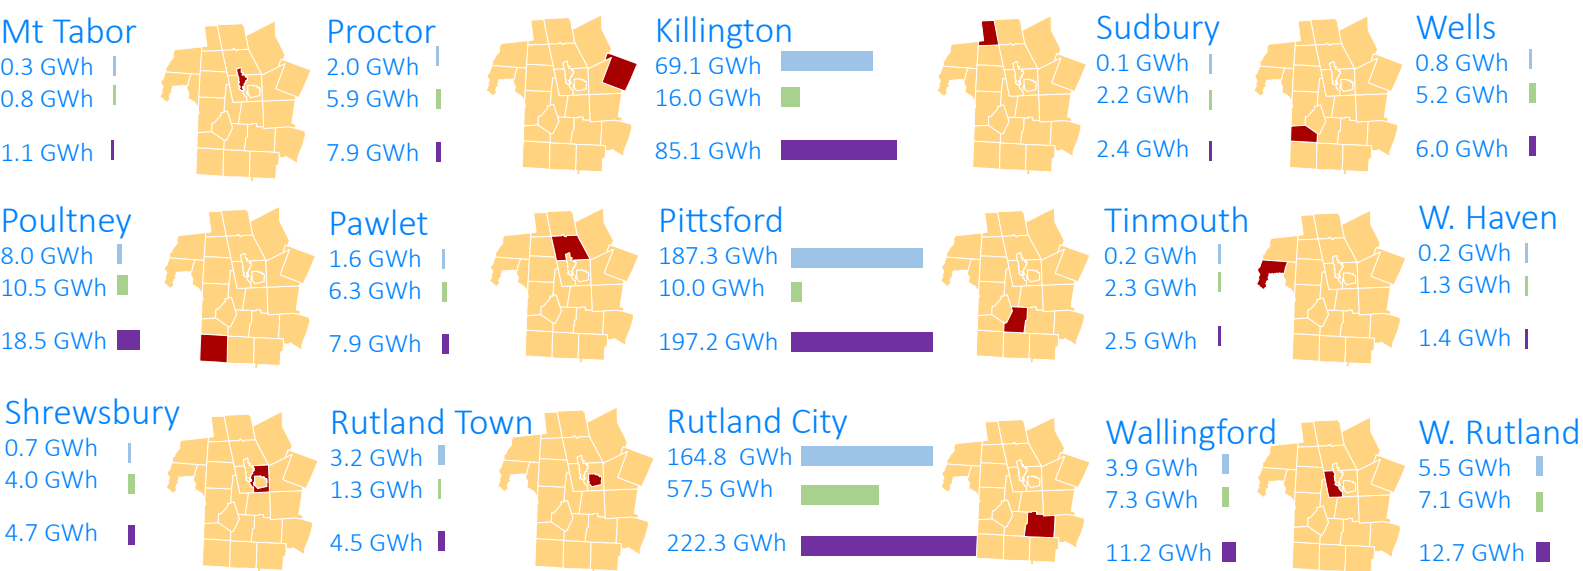 Mt Tabor
0.3 GWh
0.8 GWh
1.1 GWh
Proctor
2.0 GWh
5.9 GWh
7.9 GWh
Killington
69.1 GWh
16.0 GWh
85.1 GWh
Sudbury
0.1 GWh
2.2 GWh
2.4 GWh
Wells
0.8 GWh
5.2 GWh
6.0 GWh
Poultney
8.0 GWh
10.5 GWh
18.5 GWh
Pawlet
1.6 GWh
6.3 GWh
7.9 GWh
Pittsford
187.3 GWh
10.0 GWh
197.2 GWh
Tinmouth
0.2 GWh
2.3 GWh
2.5 GWh
W. Haven
0.2 GWh
1.3 GWh
1.4 GWh
Shrewsbury
0.7 GWh
4.0 GWh
4.7 GWh
Rutland Town
3.2 GWh
1.3 GWh
4.5 GWh
Rutland City
164.8 GWh
57.5 GWh
222.3 GWh
Wallingford
3.9 GWh
7.3 GWh
11.2 GWh
W. Rutland
5.5 GWh
7.1 GWh
12.7 GWh